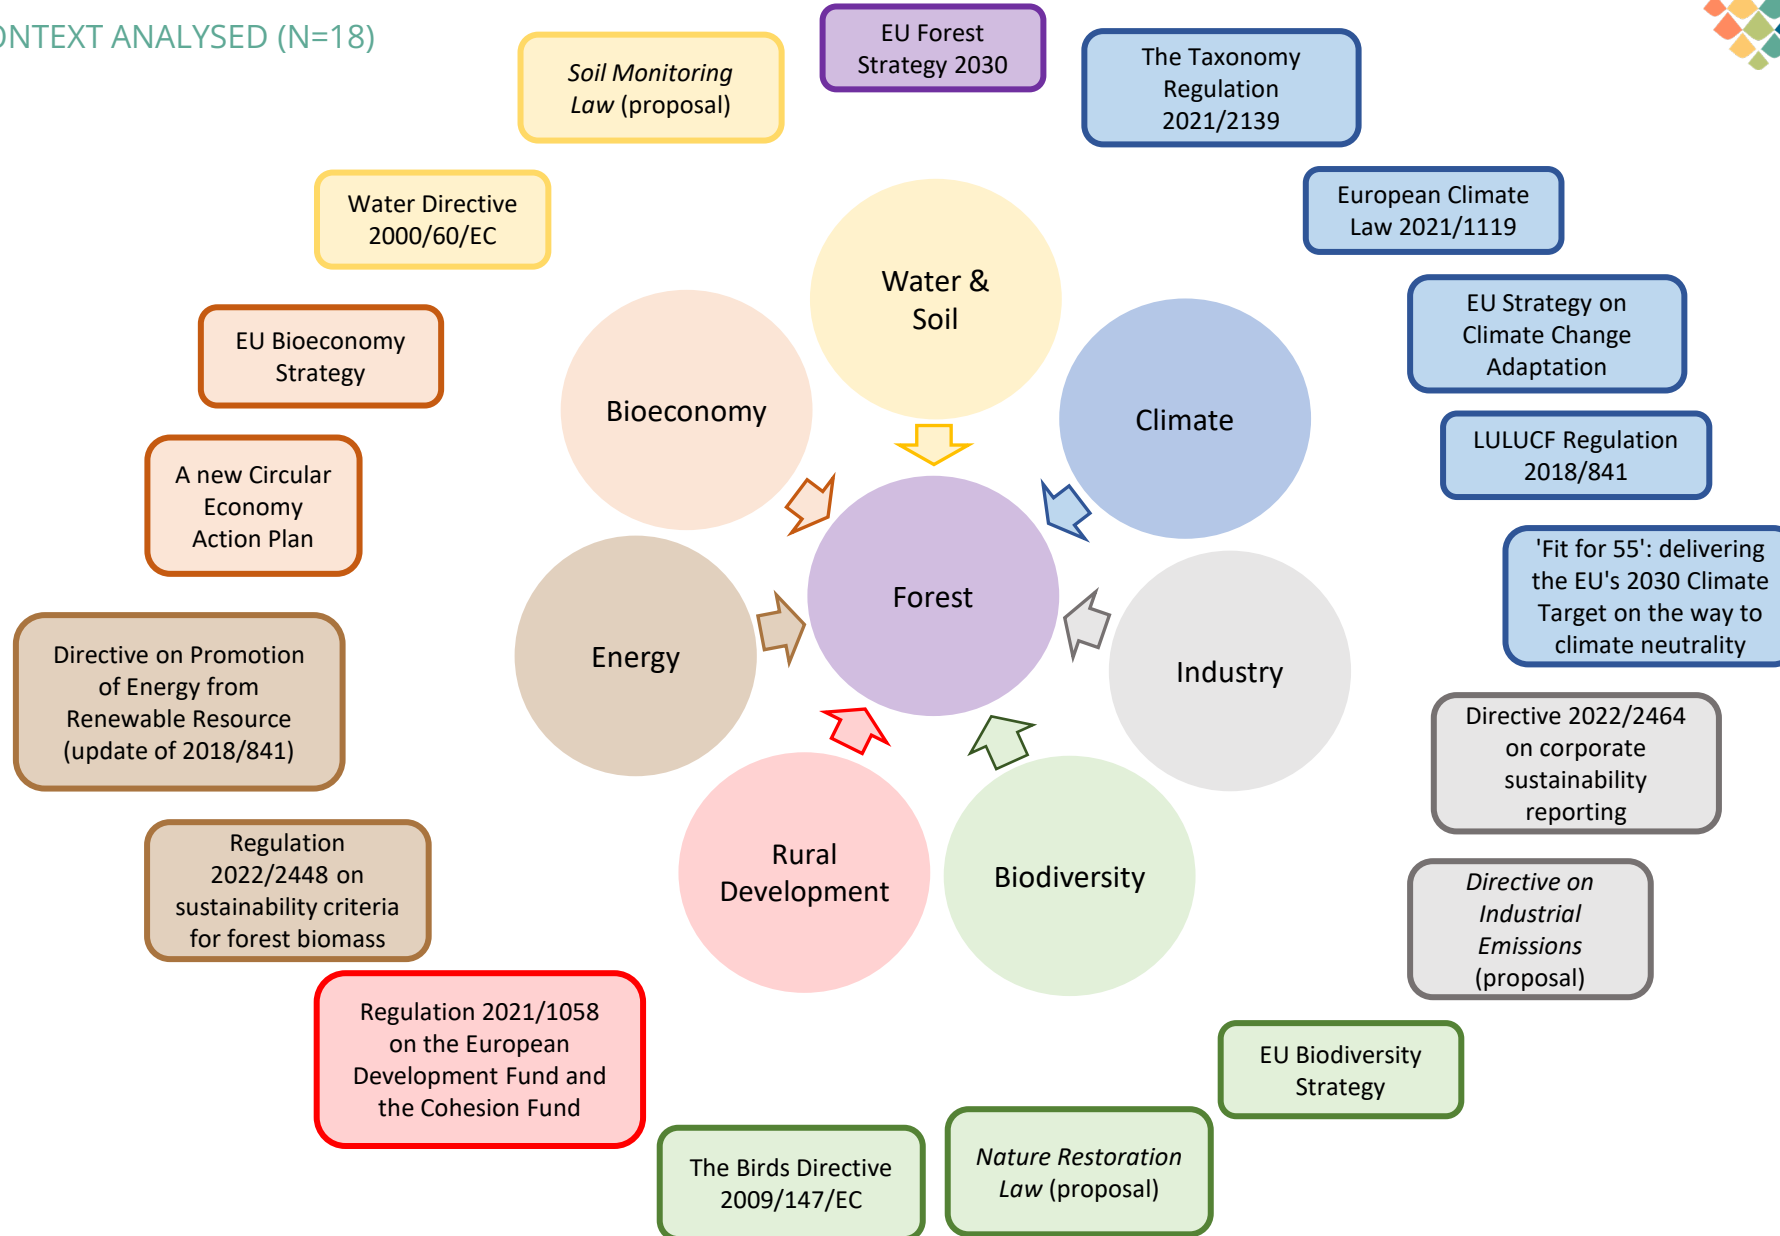 ONTEXT ANALYSED (N=18)
EU Forest
Strategy 2030
Soil Monitoring
Law (proposal)
The Taxonomy
Regulation
2021/2139
Water Directive
2000/60/EC
European Climate
Law 2021/1119
EU Bioeconomy
Strategy
EU Strategy on
Climate Change
Adaptation
A new Circular
Economy
Action Plan
LULUCF Regulation
2018/841
'Fit for 55': delivering
the EU's 2030 Climate
Target on the way to
climate neutrality
Directive on Promotion
of Energy from
Renewable Resource
(update of 2018/841)
Directive 2022/2464
on corporate
sustainability
reporting
Regulation
2022/2448 on
sustainability criteria
for forest biomass
Directive on
Industrial
Emissions
(proposal)
Regulation 2021/1058
on the European
Development Fund and
the Cohesion Fund
EU Biodiversity
Strategy
The Birds Directive
2009/147/EC
Nature Restoration
Law (proposal)
Water &
Soil
Bioeconomy
Climate
Forest
Energy
Industry
Rural
Development
Biodiversity